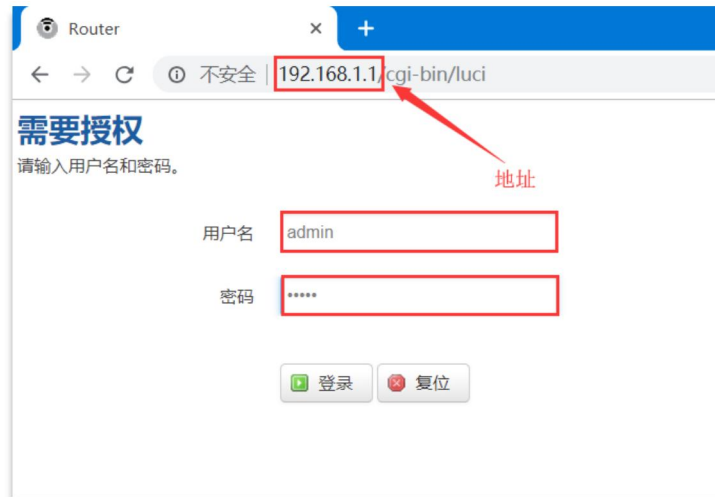 Router
不安全 192.168.1.1/cgi-bin/luci
需要授权
请输入用户名和密码。
地址
用户名 admin
密码 •••••
登录 复位